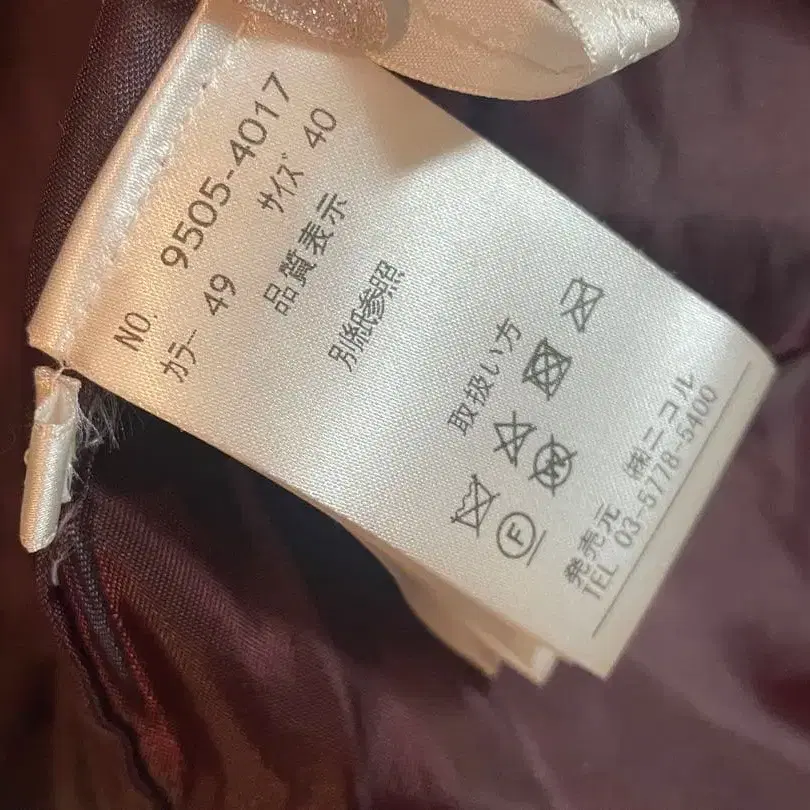 NO. 9505-4017
カラー 49 サイズ 40
品質表示
別紙参照
取扱い方
W
F
発売元 ㈱ニコル
TEL 03-5778-5400